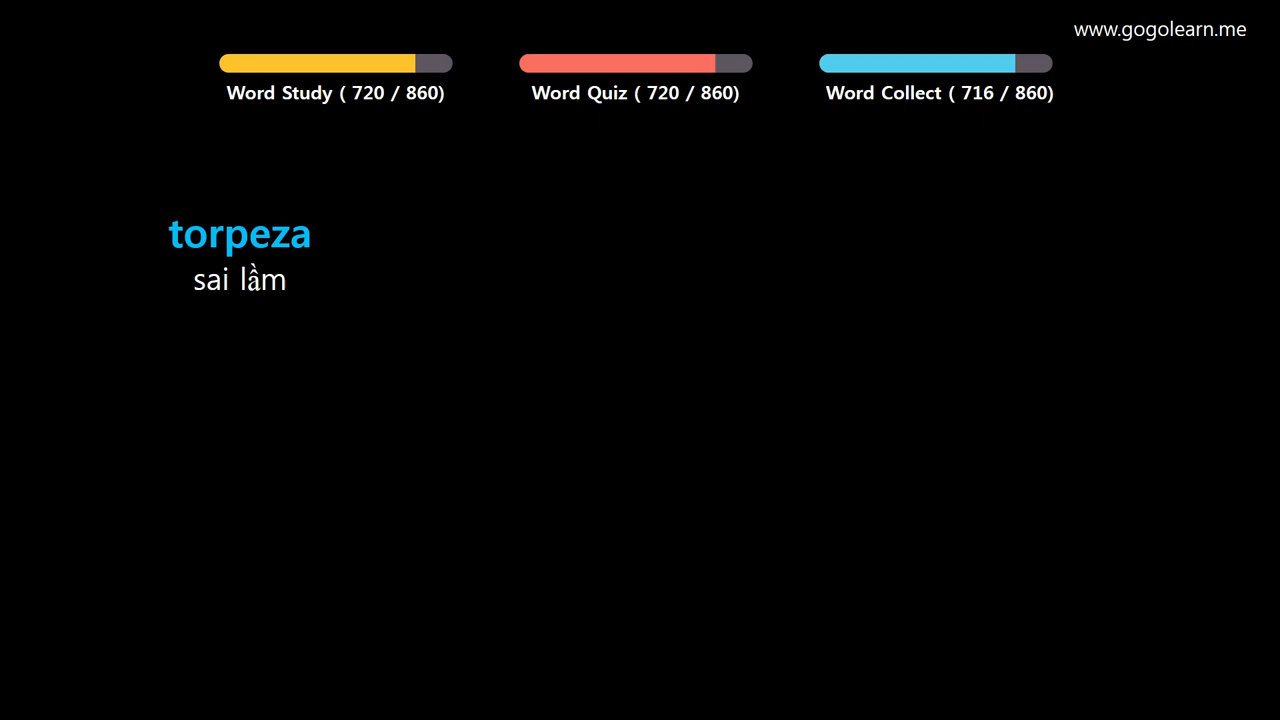 www.gogolearn.me
Word Study ( 720 / 860)
Word Quiz ( 720 / 860)
Word Collect ( 716 / 860)
torpeza
sai lầm